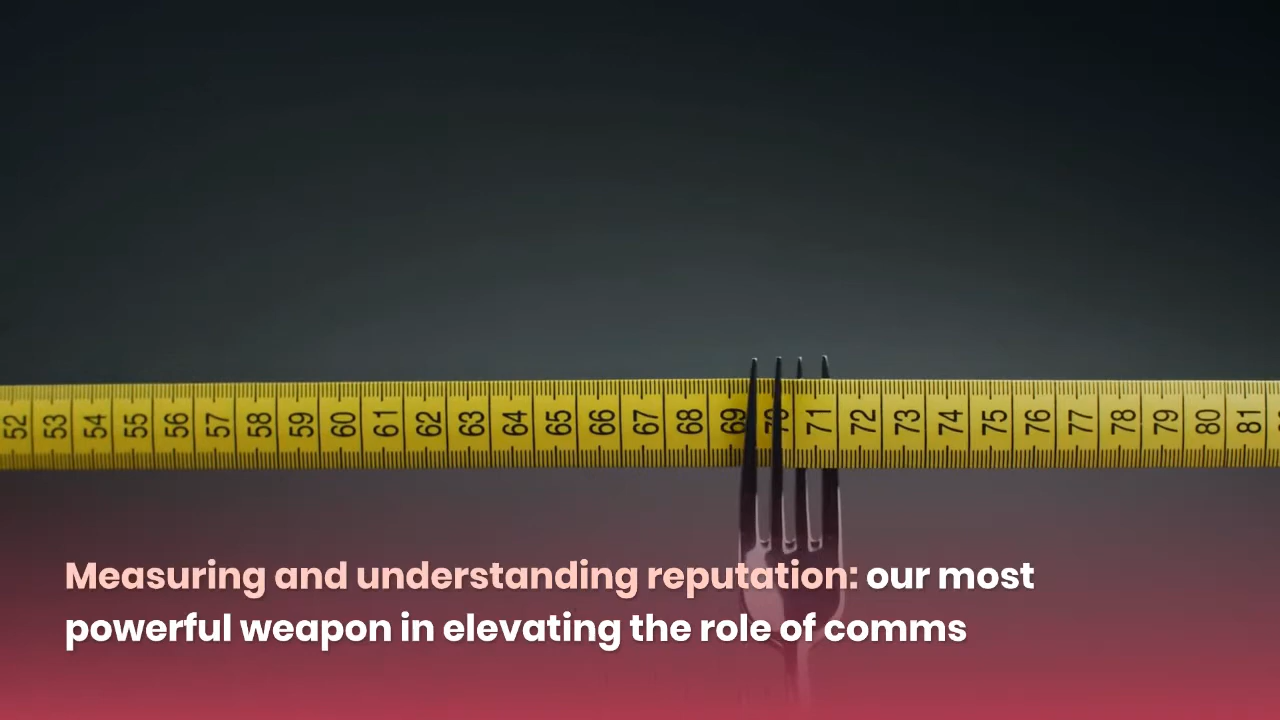 52 53 54 55 56 57 58 59 60 61 62 63 64 65 66 67 68 69 70 71 72 73 74 75 76 77 78 79 80 81
Measuring and understanding reputation: our most
powerful weapon in elevating the role of comms